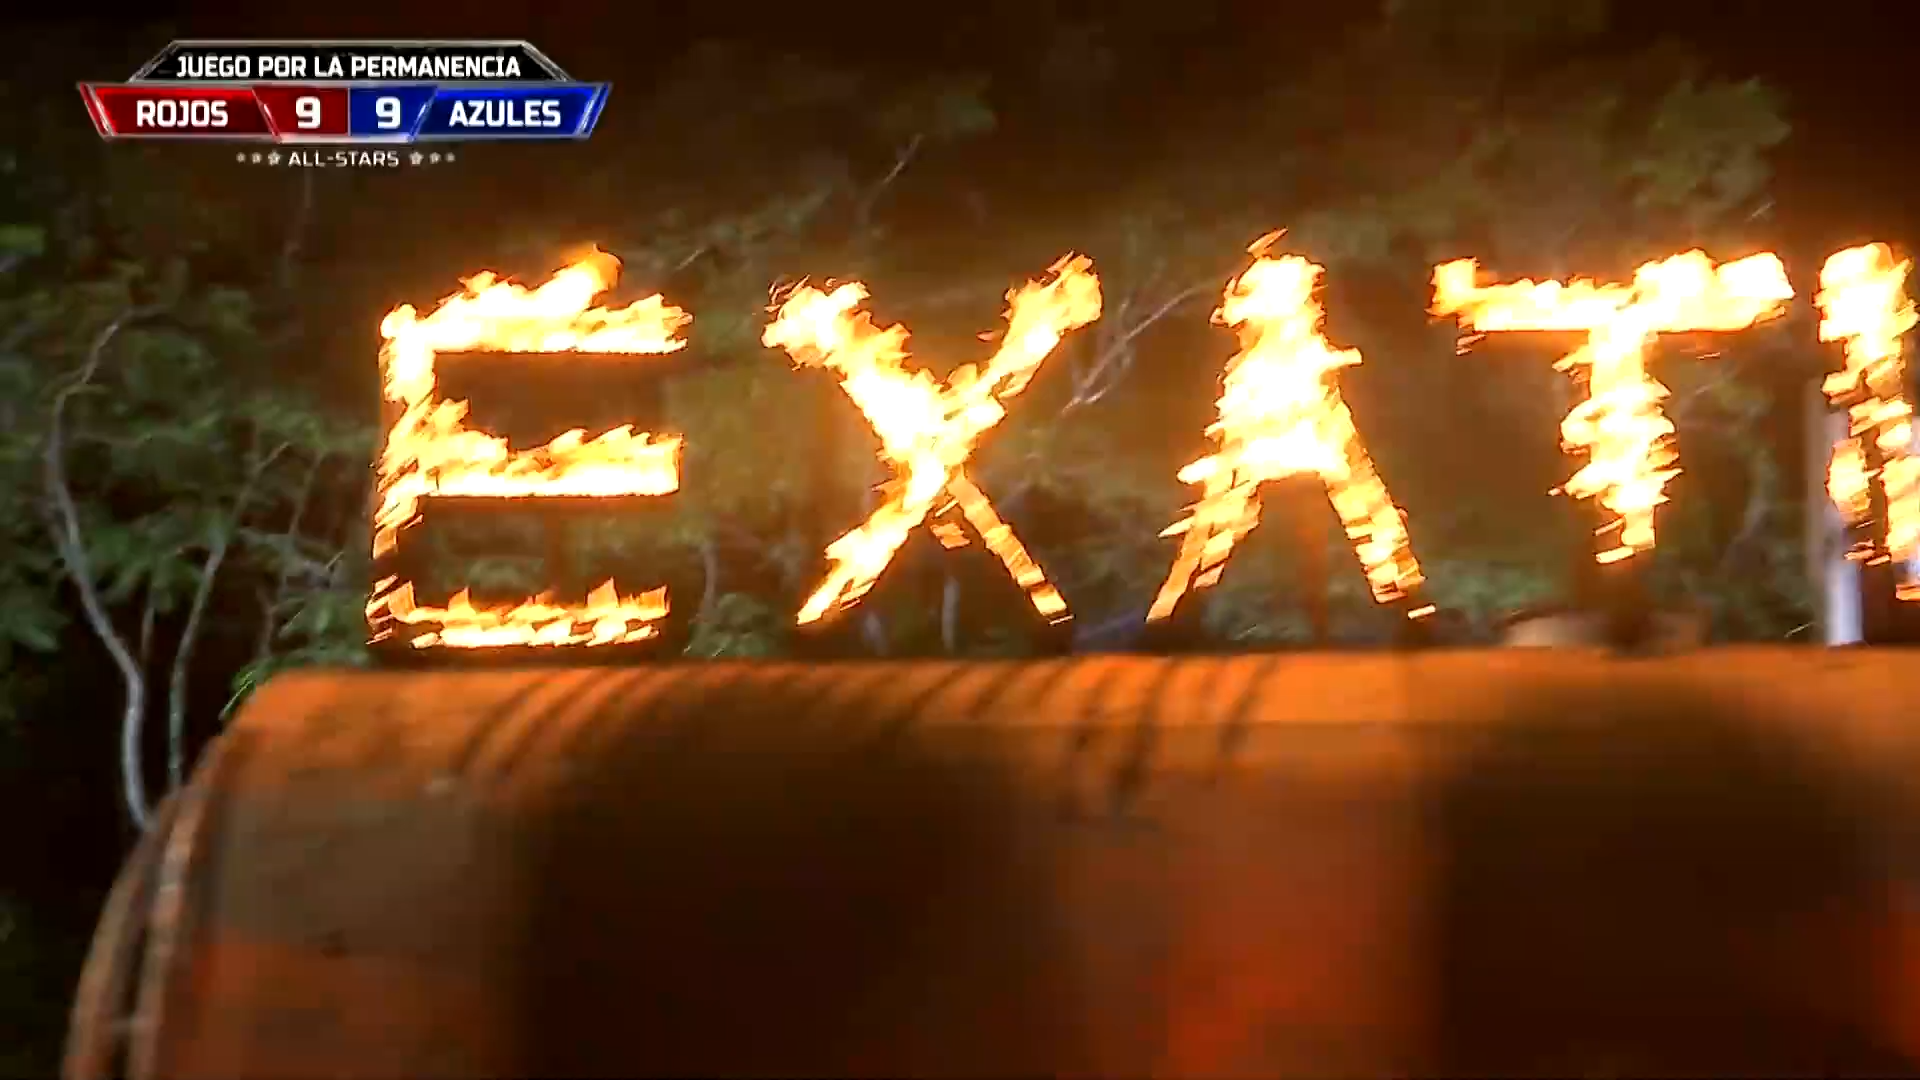 JUEGO POR LA PERMANENCIA
ROJOS 9 9 AZULES
ALL-STARS
EXAT